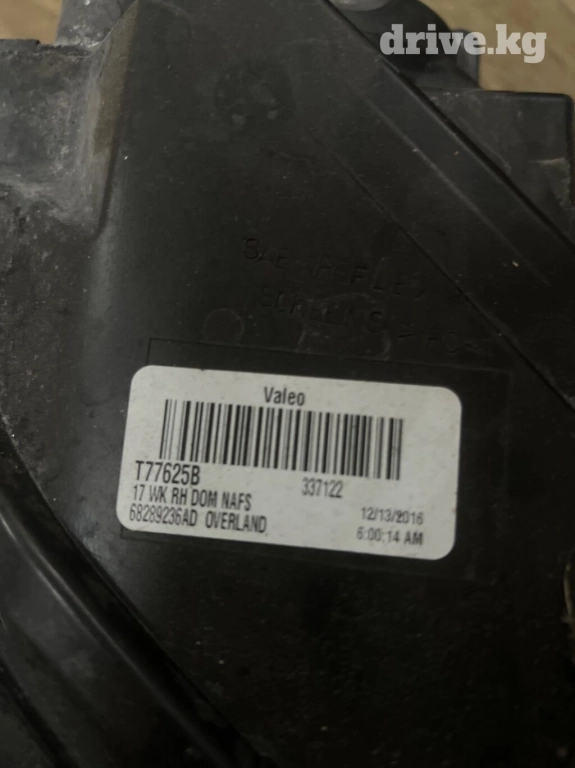 drive.kg
Valeo
T77625B 337122
17 WK RH DOM NAFS 12/13/2016
68289236AD OVERLAND 6:00:14 AM